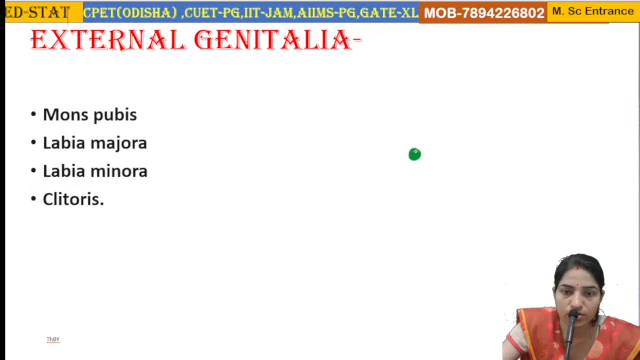 ED-STAT CPET(ODISHA) ,CUET-PG,IIT-JAM,AIIMS-PG,GATE-XL MOB-7894226802 M. Sc Entrance
EXTERNAL GENITALIA-
• Mons pubis
• Labia majora
• Labia minora
• Clitoris.